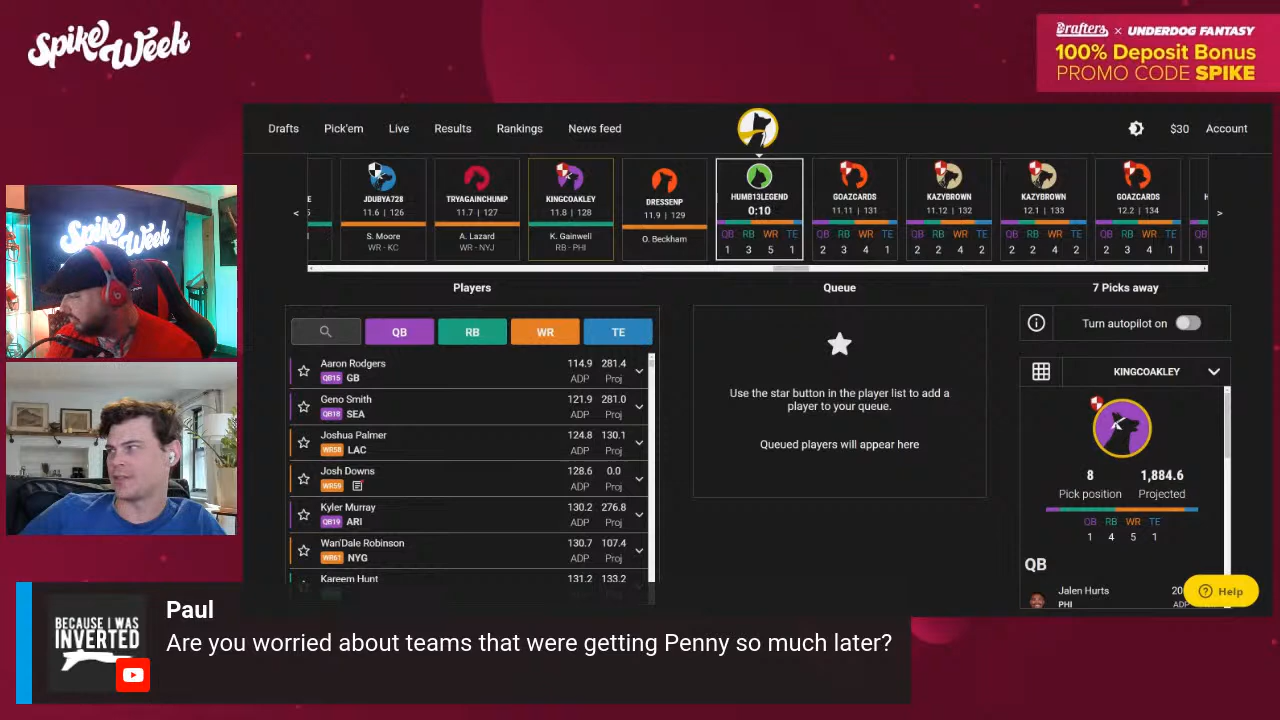 Spike Week
Drafters x UNDERDOG FANTASY
100% Deposit Bonus
PROMO CODE SPIKE
Drafts Pick'em Live Results Rankings News feed $30 Account
JDUBYA728
11.6 | 126
S. Moore
WR - KC
TRYAGAINCHUMP
11.7 | 127
A. Lazard
WR - NYJ
KINGCOAKLEY
11.8 | 128
K. Gainwell
RB - PHI
DRESSENP
11.9 | 129
O. Beckham
HUMB13LEGEND
0:10
QB RB WR TE
1 3 5 1
GOAZCARDS
11.11 | 131
QB RB WR TE
2 3 4 1
KAZYBROWN
11.12 | 132
QB RB WR TE
2 2 4 2
KAZYBROWN
12.1 | 133
QB RB WR TE
2 2 4 2
GOAZCARDS
12.2 | 134
QB RB WR TE
2 3 4 1
< >
Players
QB RB WR TE
Aaron Rodgers 114.9 281.4
QB15 GB ADP Proj
Geno Smith 121.9 281.0
QB18 SEA ADP Proj
Joshua Palmer 124.8 130.1
WR58 LAC ADP Proj
Josh Downs 128.6 0.0
WR59 ADP Proj
Kyler Murray 130.2 276.8
QB19 ARI ADP Proj
Wan'Dale Robinson 130.7 107.4
WR61 NYG ADP Proj
Kareem Hunt 131.2 133.2
Queue
Use the star button in the player list to add a
player to your queue.
Queued players will appear here
7 Picks away
Turn autopilot on
KINGCOAKLEY
8 1,884.6
Pick position Projected
QB RB WR TE
1 4 5 1
QB
Jalen Hurts
PHI
Help
Spike Week
BECAUSE I WAS
INVERTED
Paul
Are you worried about teams that were getting Penny so much later?